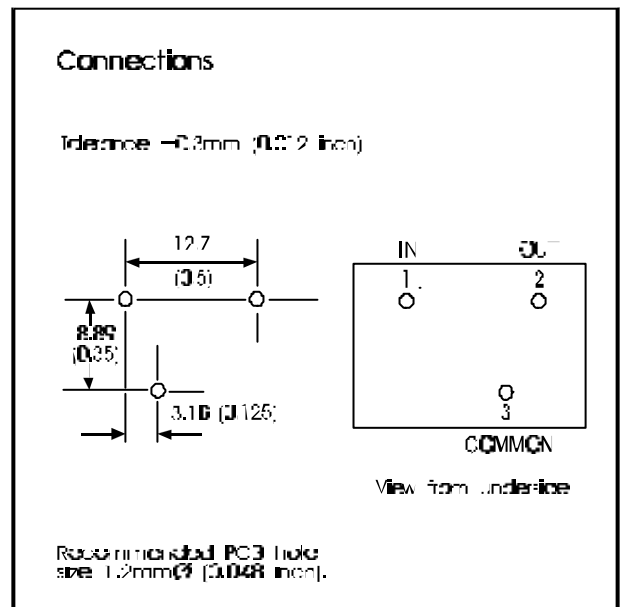 Connections
Tolerance ±0.3mm (0.012 inch)
12.7
(0.5)
8.89
(0.35)
3.18 (0.125)
IN OUT
1 2
3
COMMON
View from underside
Recommended PCB hole
size 1.2mmØ (0.048 inch).